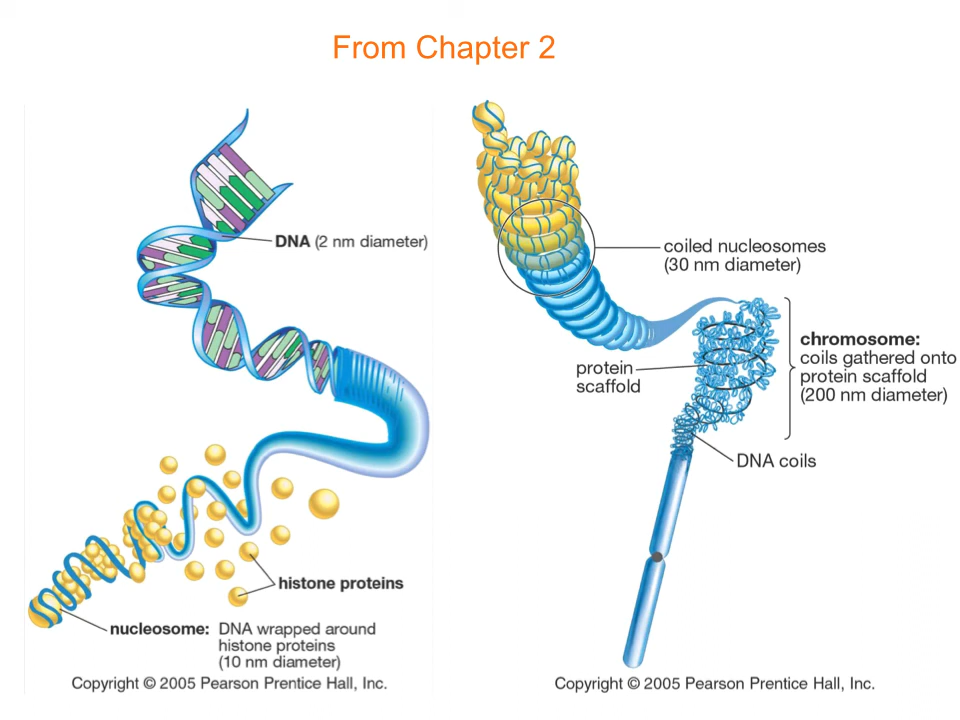 From Chapter 2
DNA (2 nm diameter)
histone proteins
nucleosome: DNA wrapped around
histone proteins
(10 nm diameter)
Copyright © 2005 Pearson Prentice Hall, Inc.
coiled nucleosomes
(30 nm diameter)
protein
scaffold
chromosome:
coils gathered onto
protein scaffold
(200 nm diameter)
DNA coils
Copyright © 2005 Pearson Prentice Hall, Inc.